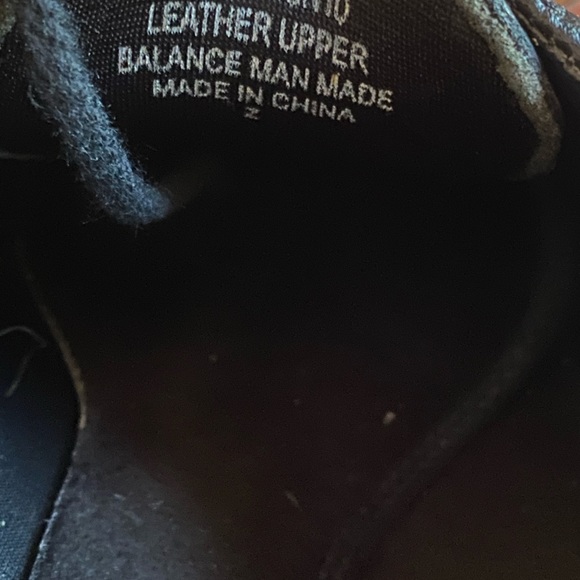 LEATHER UPPER
BALANCE MAN MADE
MADE IN CHINA
Z